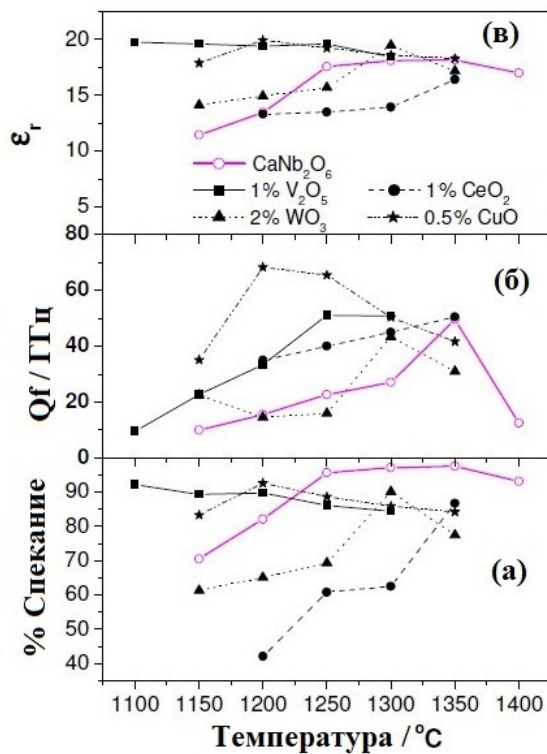 (в)
20
15
10
5
ε_r
CaNb₂O₆
1% V₂O₅ 1% CeO₂
2% WO₃ 0.5% CuO
80
60
40
20
0
Qf / ГГц
(б)
90
80
70
60
50
40
% Спекание
(а)
1100 1150 1200 1250 1300 1350 1400
Температура / °C